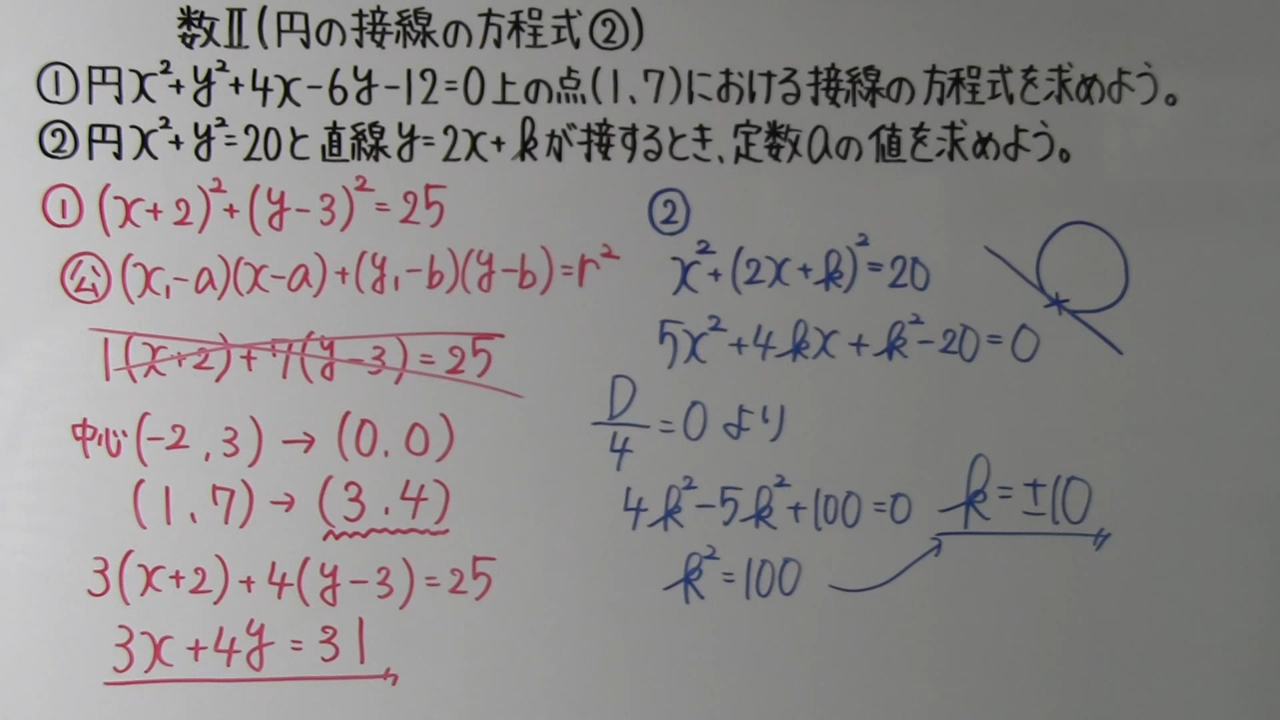 数Ⅱ(円の接線の方程式②)
①円x²+y²+4x-6y-12=0上の点(1、7)における接線の方程式を求めよう。
②円x²+y²=20と直線y=2x+kが接するとき、定数aの値を求めよう。
① (x+2)²+(y-3)²=25
公 (x₁-a)(x-a)+(y₁-b)(y-b)=r²
1(x+2)+7(y-3)=25
中心(-2,3)→(0,0)
(1,7)→(3,4)
3(x+2)+4(y-3)=25
3x+4y=31
②
x²+(2x+k)²=20
5x²+4kx+k²-20=0
D/4=0より
4k²-5k²+100=0
k²=100
k=±10